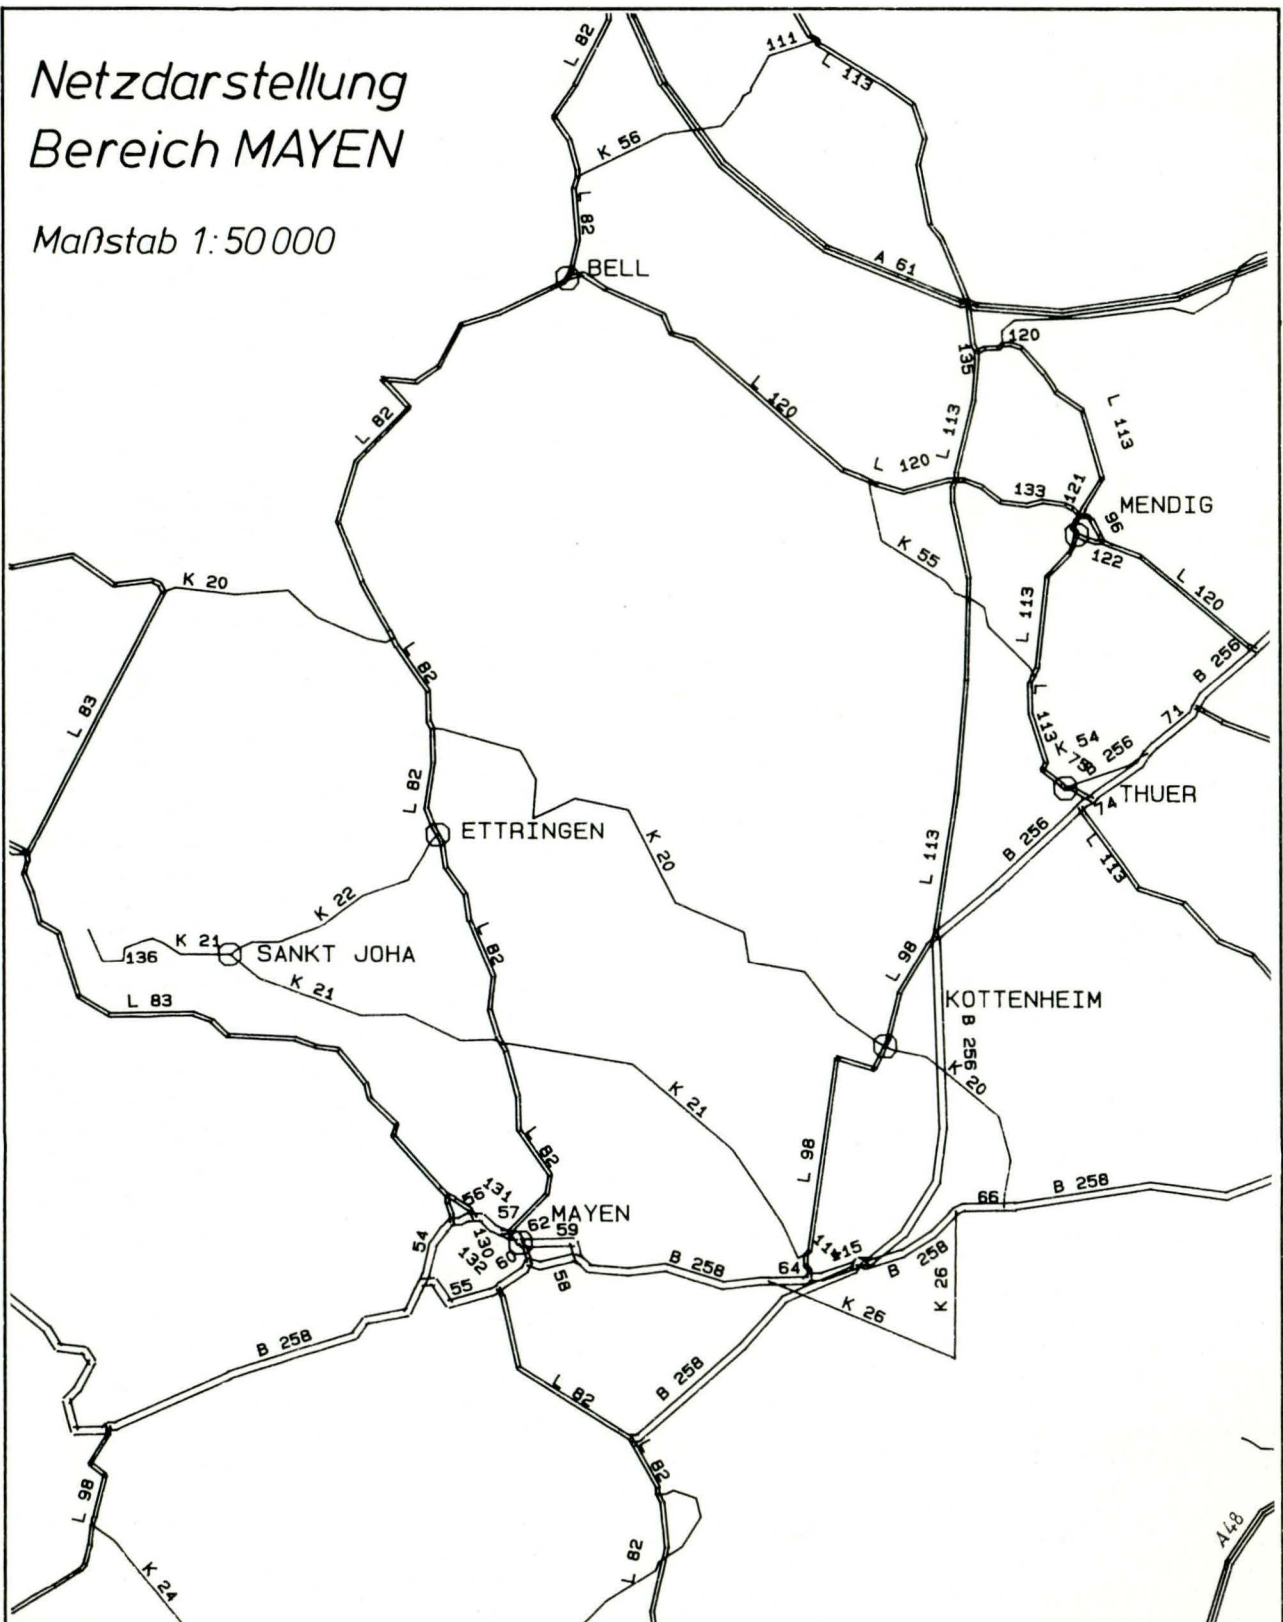 Netzdarstellung
Bereich MAYEN
Maßstab 1:50000
L 82
111
L 113
K 56
L 82
BELL
A 61
120
135
L 120
L 113
L 113
L 82
L 120
133
121
MENDIG
96
122
K 55
K 20
L 120
L 113
L 82
B 256
L 83
71
L 113
K 54
75
B 256
L 82
THUER
74
ETTRINGEN
K 20
B 256
L 113
L 113
K 22
K 21
136
SANKT JOHA
L 82
L 98
K 21
L 83
KOTTENHEIM
B 256
K 20
K 21
L 82
L 98
B 258
66
56
131
57
MAYEN
62
59
54
130
132
60
58
B 258
64
B 258
K 26
K 26
55
B 258
L 82
B 258
L 82
L 98
A48
L 82
K 24